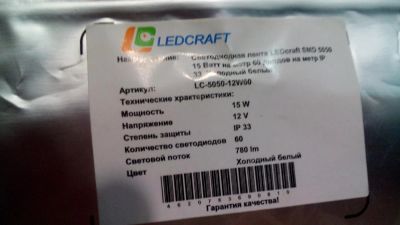 LEDCRAFT
Светодиодная лента LEDcraft SMD 5050
15 Ватт на метр 60 диодов на метр IP
33 Холодный белый
Артикул: LC-5050-12W60
Технические храктеристики:
Мощность 15 W
Напряжение 12 V
Степень защиты IP 33
Количество светодиодов 60
Световой поток 780 lm
Цвет Холодный белый
Гарантия качества!